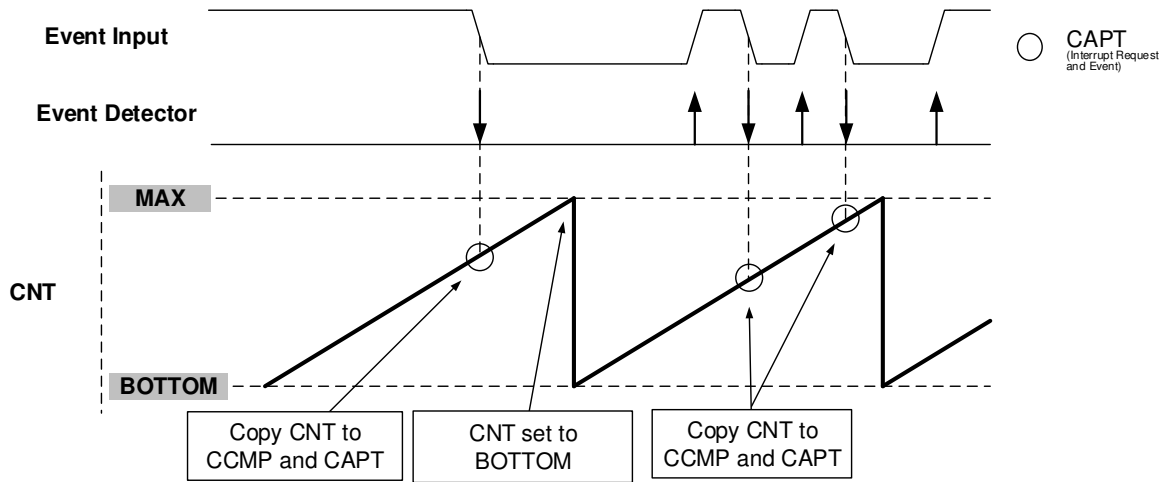 Event Input
CAPT
(Interrupt Request
and Event)
Event Detector
MAX
CNT
BOTTOM
Copy CNT to
CCMP and CAPT
CNT set to
BOTTOM
Copy CNT to
CCMP and CAPT